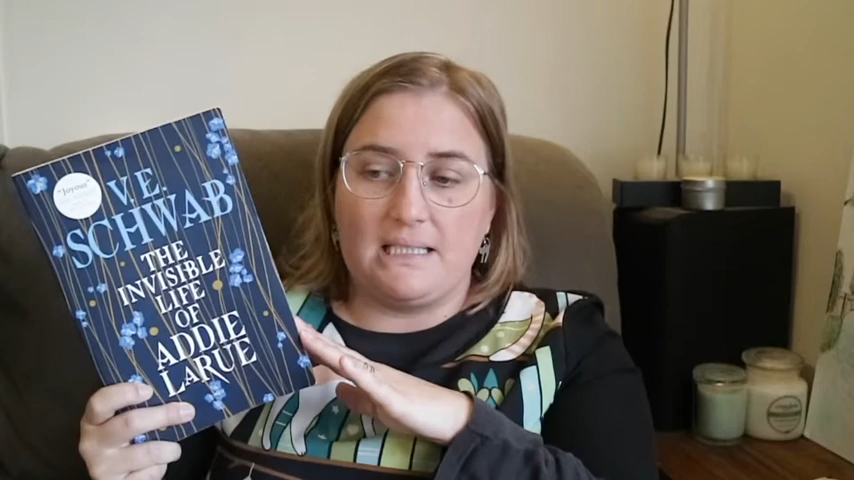 "Joyous"
V. E.
SCHWAB
THE
INVISIBLE
LIFE
OF
ADDIE
LARUE